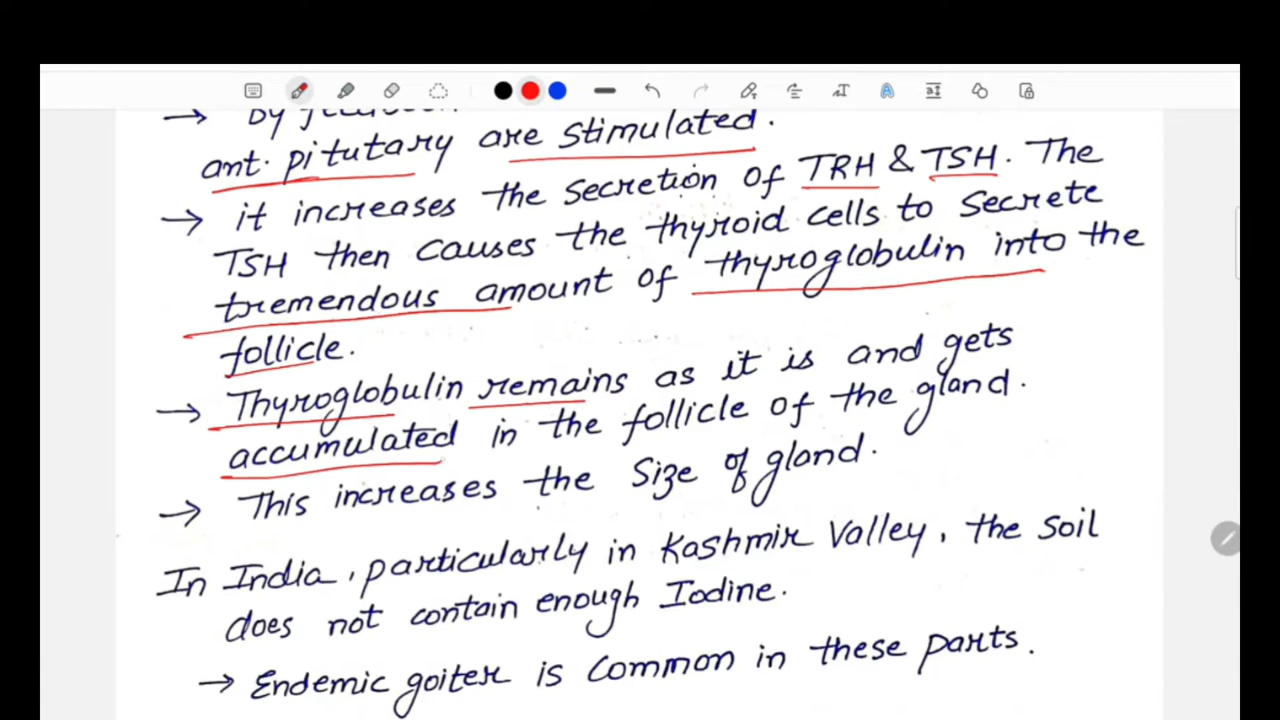 → By
ant. pitutary are stimulated.
→ it increases the secretion of TRH & TSH. The
TSH then causes the thyroid cells to secrete
tremendous amount of thyroglobulin into the
follicle.
→ Thyroglobulin remains as it is and gets
accumulated in the follicle of the gland.
→ This increases the Size of gland.
In India, particularly in Kashmir Valley, the soil
does not contain enough Iodine.
→ Endemic goiter is common in these parts.